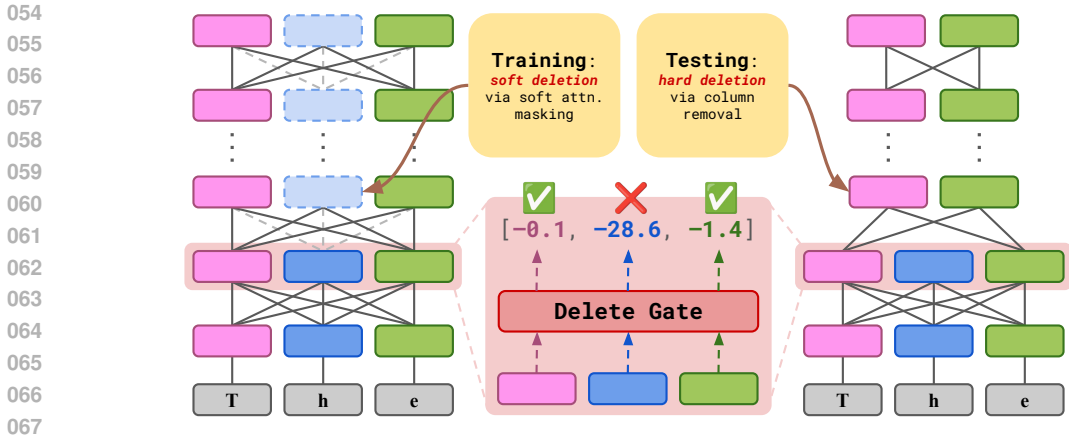 054
055
056
057
058
059
060
061
062
063
064
065
066
067
Training:
soft deletion
via soft attn.
masking
Testing:
hard deletion
via column
removal
[−0.1, −28.6, −1.4]
Delete Gate
T h e
T h e